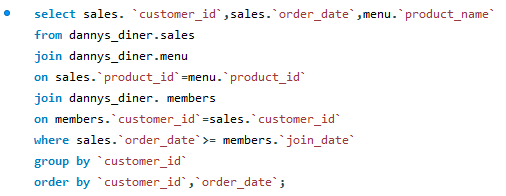 select sales. `customer_id`,sales.`order_date`,menu.`product_name`
from dannys_diner.sales
join dannys_diner.menu
on sales.`product_id`=menu.`product_id`
join dannys_diner. members
on members.`customer_id`=sales.`customer_id`
where sales.`order_date`>= members.`join_date`
group by `customer_id`
order by `customer_id`,`order_date`;